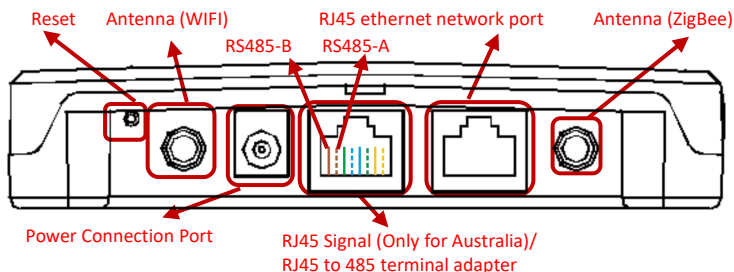 Reset
Antenna (WIFI)
RJ45 ethernet network port
Antenna (ZigBee)
RS485-B
RS485-A
Power Connection Port
RJ45 Signal (Only for Australia)/
RJ45 to 485 terminal adapter